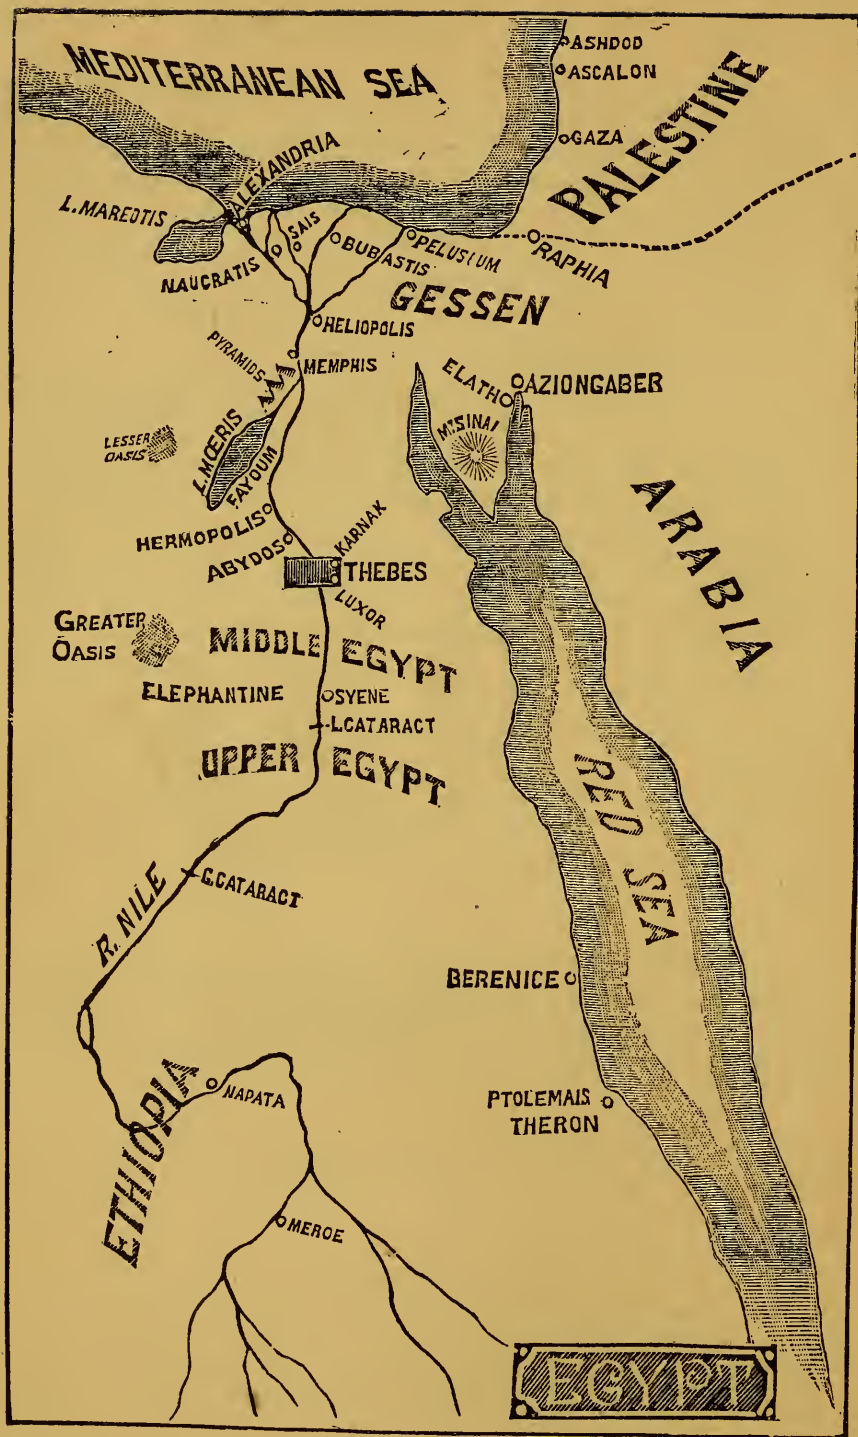 MEDITERRANEAN SEA
ASHDOD
ASCALON
GAZA
PALESTINE
ALEXANDRIA
L. MAREOTIS
SAIS
NAUCRATIS
BUBASTIS
PELUSIUM
RAPHIA
GESSEN
HELIOPOLIS
PYRAMIDS
MEMPHIS
ELATH
AZIONGABER
MT. SINAI
LESSER
OASIS
L. MŒRIS
FAYOUM
ARABIA
HERMOPOLIS
ABYDOS
KARNAK
THEBES
LUXOR
GREATER
OASIS
MIDDLE EGYPT
ELEPHANTINE
SYENE
L.CATARACT
UPPER EGYPT
RED SEA
G.CATARACT
R. NILE
BERENICE
ETHIOPIA
NAPATA
PTOLEMAIS
THERON
MEROE
EGYPT